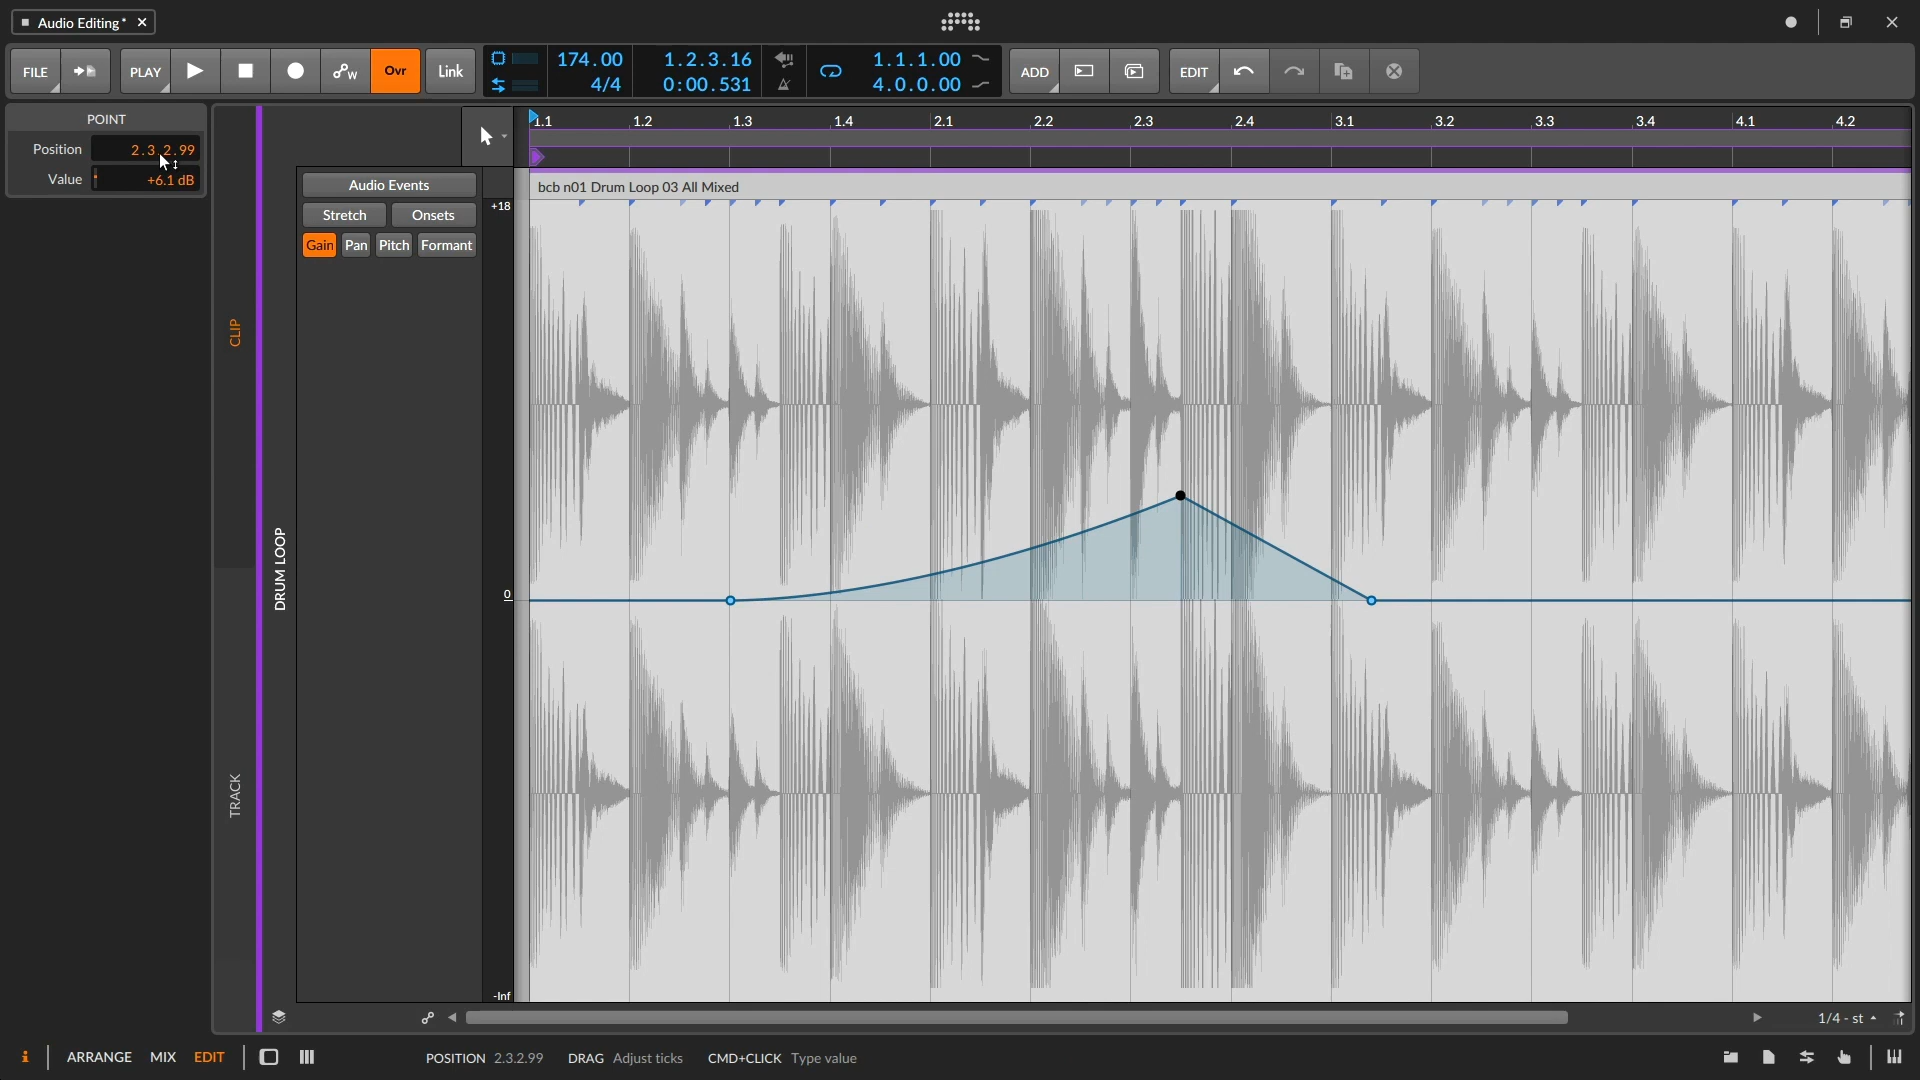 Audio Editing*
FILE
PLAY
Ovr
Link
174.00
4/4
1.2.3.16
0:00.531
1.1.1.00
4.0.0.00
ADD
EDIT
POINT
Position 2.3.2.99
Value +6.1 dB
CLIP
TRACK
DRUM LOOP
1.1 1.2 1.3 1.4 2.1 2.2 2.3 2.4 3.1 3.2 3.3 3.4 4.1 4.2
bcb n01 Drum Loop 03 All Mixed
Audio Events
Stretch Onsets
Gain Pan Pitch Formant
+18
0
-Inf
1/4 - st
i
ARRANGE MIX EDIT
POSITION 2.3.2.99 DRAG Adjust ticks CMD+CLICK Type value